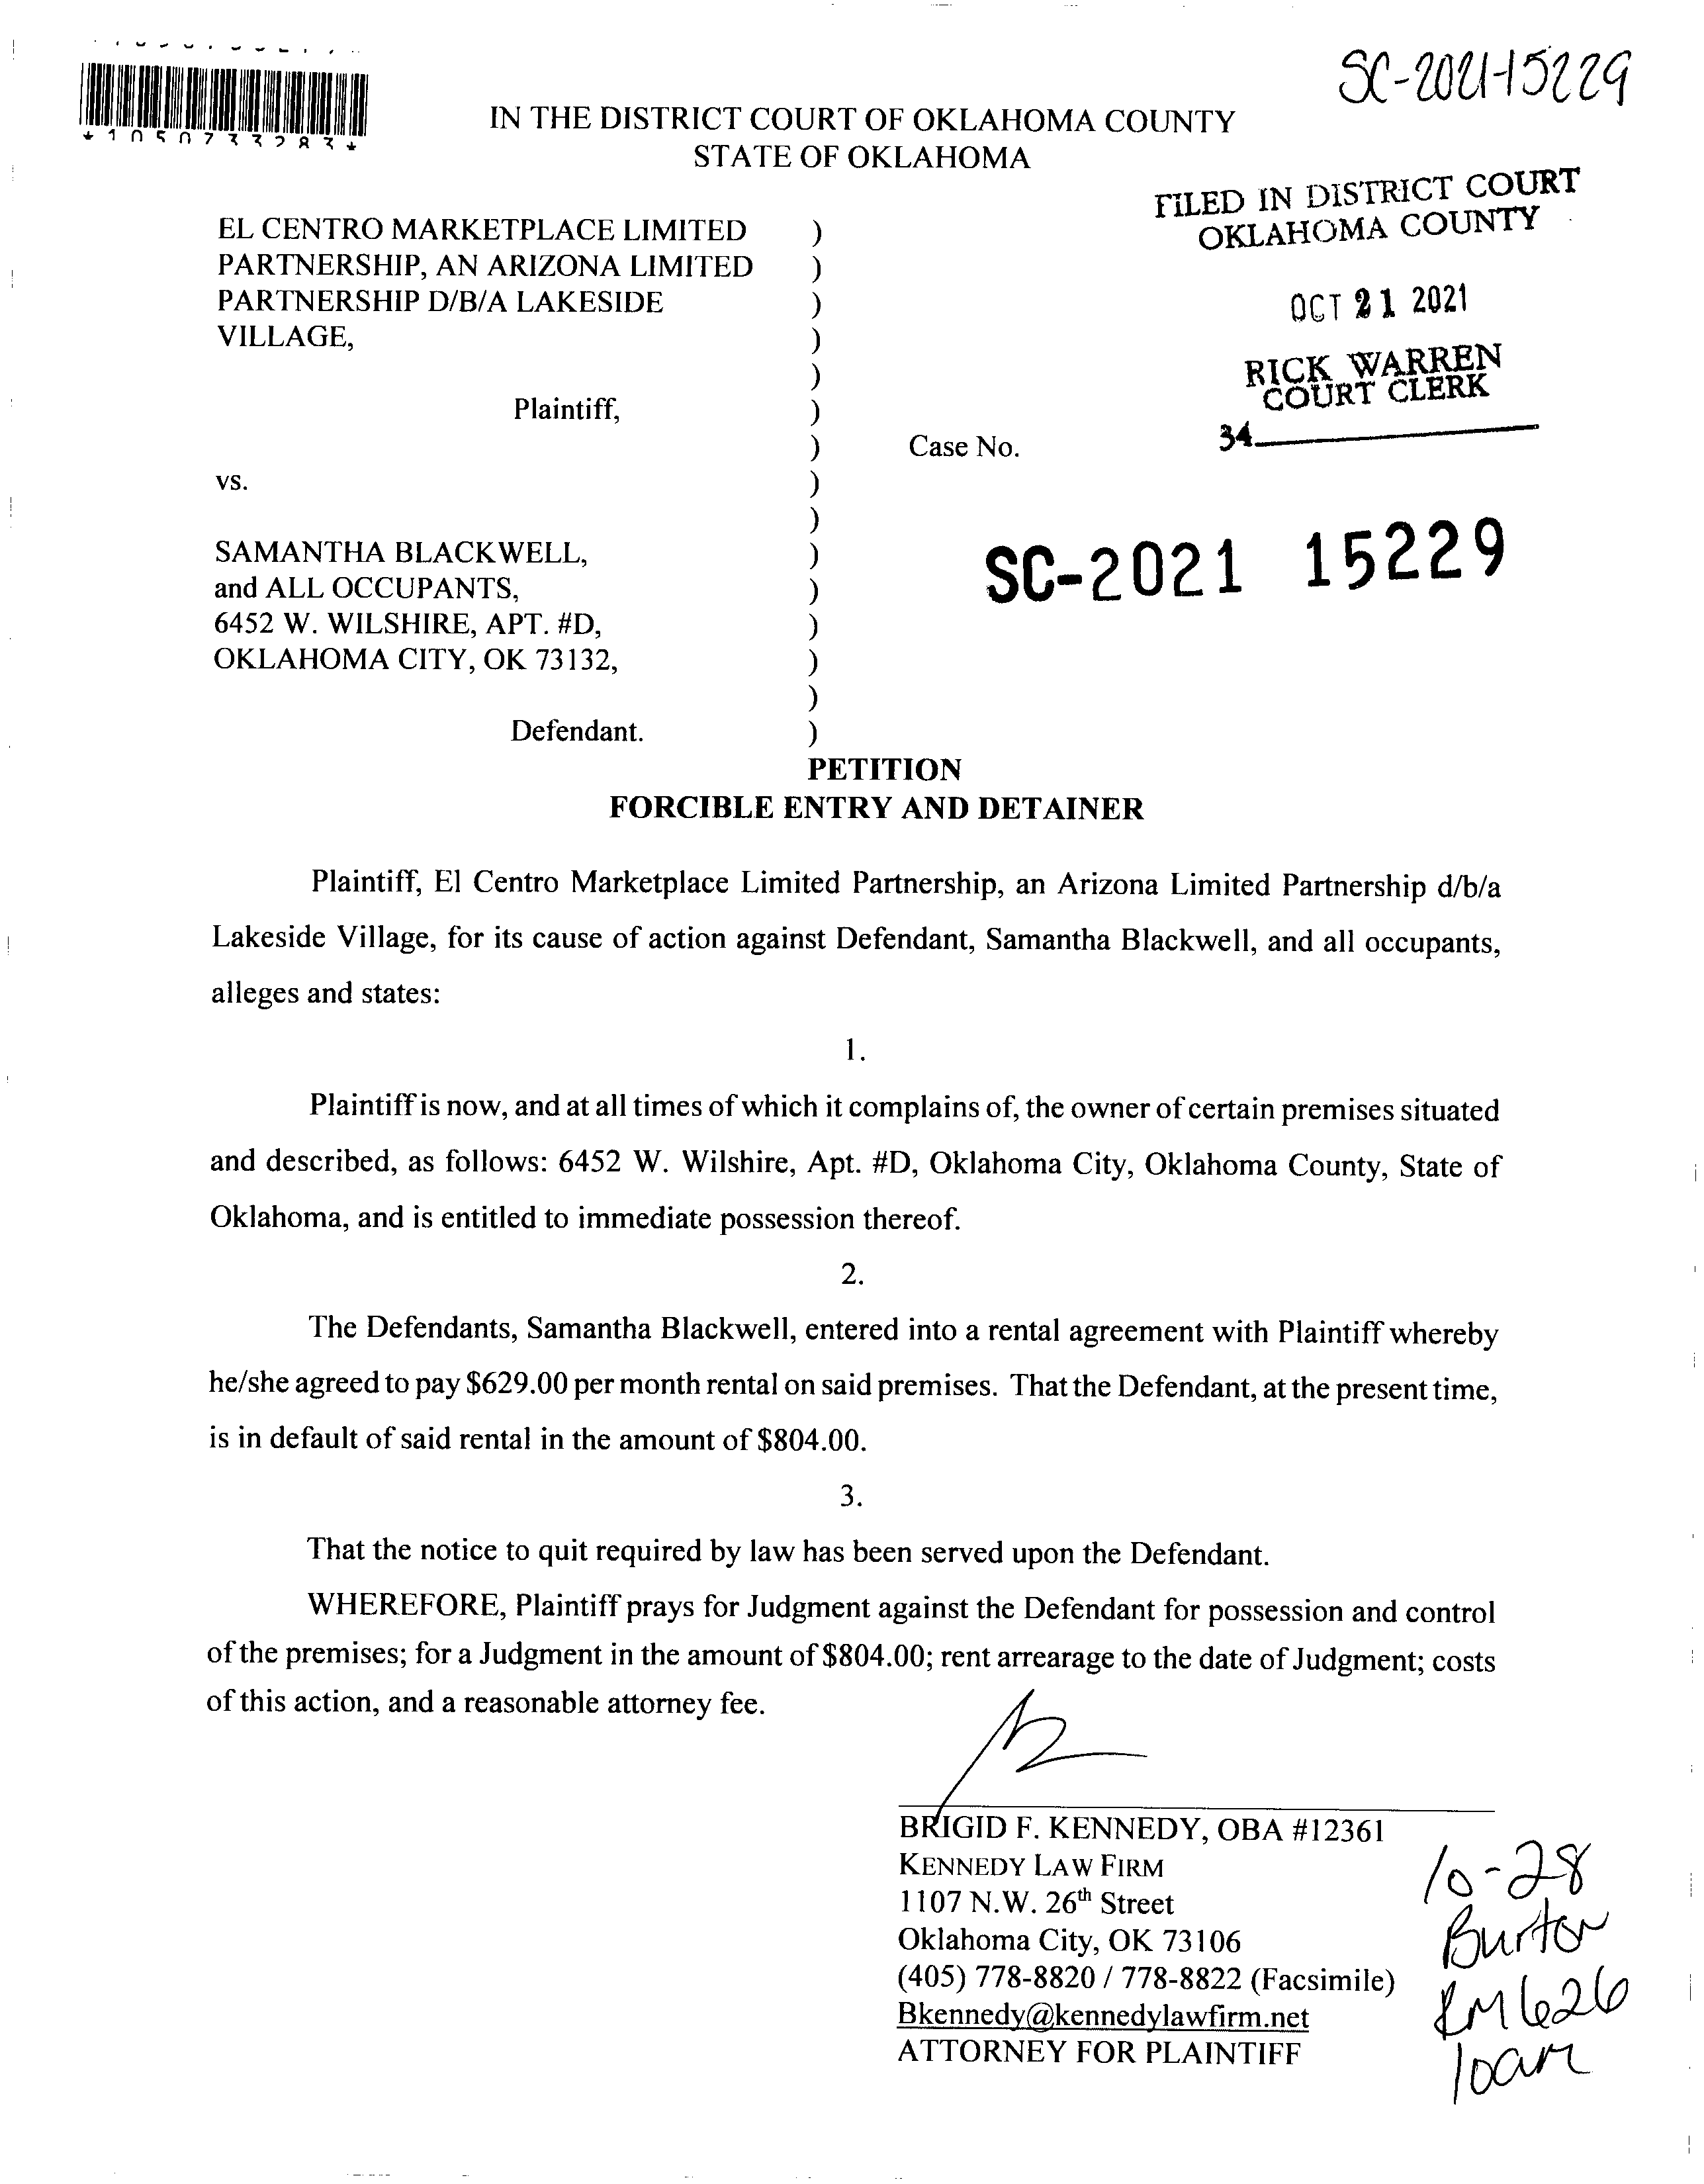 SC-2021-15229
*1050733283*
IN THE DISTRICT COURT OF OKLAHOMA COUNTY
STATE OF OKLAHOMA
FILED IN DISTRICT COURT
OKLAHOMA COUNTY
OCT 21 2021
RICK WARREN
COURT CLERK
34
EL CENTRO MARKETPLACE LIMITED )
PARTNERSHIP, AN ARIZONA LIMITED )
PARTNERSHIP D/B/A LAKESIDE )
VILLAGE, )
)
Plaintiff, )
) Case No.
vs. )
)
SAMANTHA BLACKWELL, )
and ALL OCCUPANTS, )
6452 W. WILSHIRE, APT. #D, )
OKLAHOMA CITY, OK 73132, )
)
Defendant. )
SC-2021 15229
PETITION
FORCIBLE ENTRY AND DETAINER
Plaintiff, El Centro Marketplace Limited Partnership, an Arizona Limited Partnership d/b/a
Lakeside Village, for its cause of action against Defendant, Samantha Blackwell, and all occupants,
alleges and states:
1.
Plaintiff is now, and at all times of which it complains of, the owner of certain premises situated
and described, as follows: 6452 W. Wilshire, Apt. #D, Oklahoma City, Oklahoma County, State of
Oklahoma, and is entitled to immediate possession thereof.
2.
The Defendants, Samantha Blackwell, entered into a rental agreement with Plaintiff whereby
he/she agreed to pay $629.00 per month rental on said premises. That the Defendant, at the present time,
is in default of said rental in the amount of $804.00.
3.
That the notice to quit required by law has been served upon the Defendant.
WHEREFORE, Plaintiff prays for Judgment against the Defendant for possession and control
of the premises; for a Judgment in the amount of $804.00; rent arrearage to the date of Judgment; costs
of this action, and a reasonable attorney fee.
BRIGID F. KENNEDY, OBA #12361
KENNEDY LAW FIRM
1107 N.W. 26th Street
Oklahoma City, OK 73106
(405) 778-8820 / 778-8822 (Facsimile)
Bkennedy@kennedylawfirm.net
ATTORNEY FOR PLAINTIFF
10-28
Burton
RM 626
10am